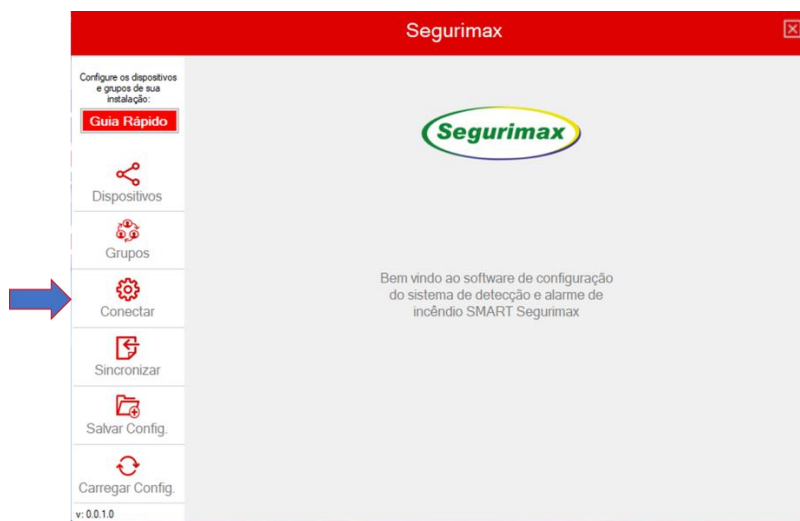 Segurimax
Configure os dispositivos
e grupos de sua
instalação:
Guia Rápido
Dispositivos
Grupos
Conectar
Sincronizar
Salvar Config.
Carregar Config.
v: 0.0.1.0
Segurimax
Bem vindo ao software de configuração
do sistema de detecção e alarme de
incêndio SMART Segurimax